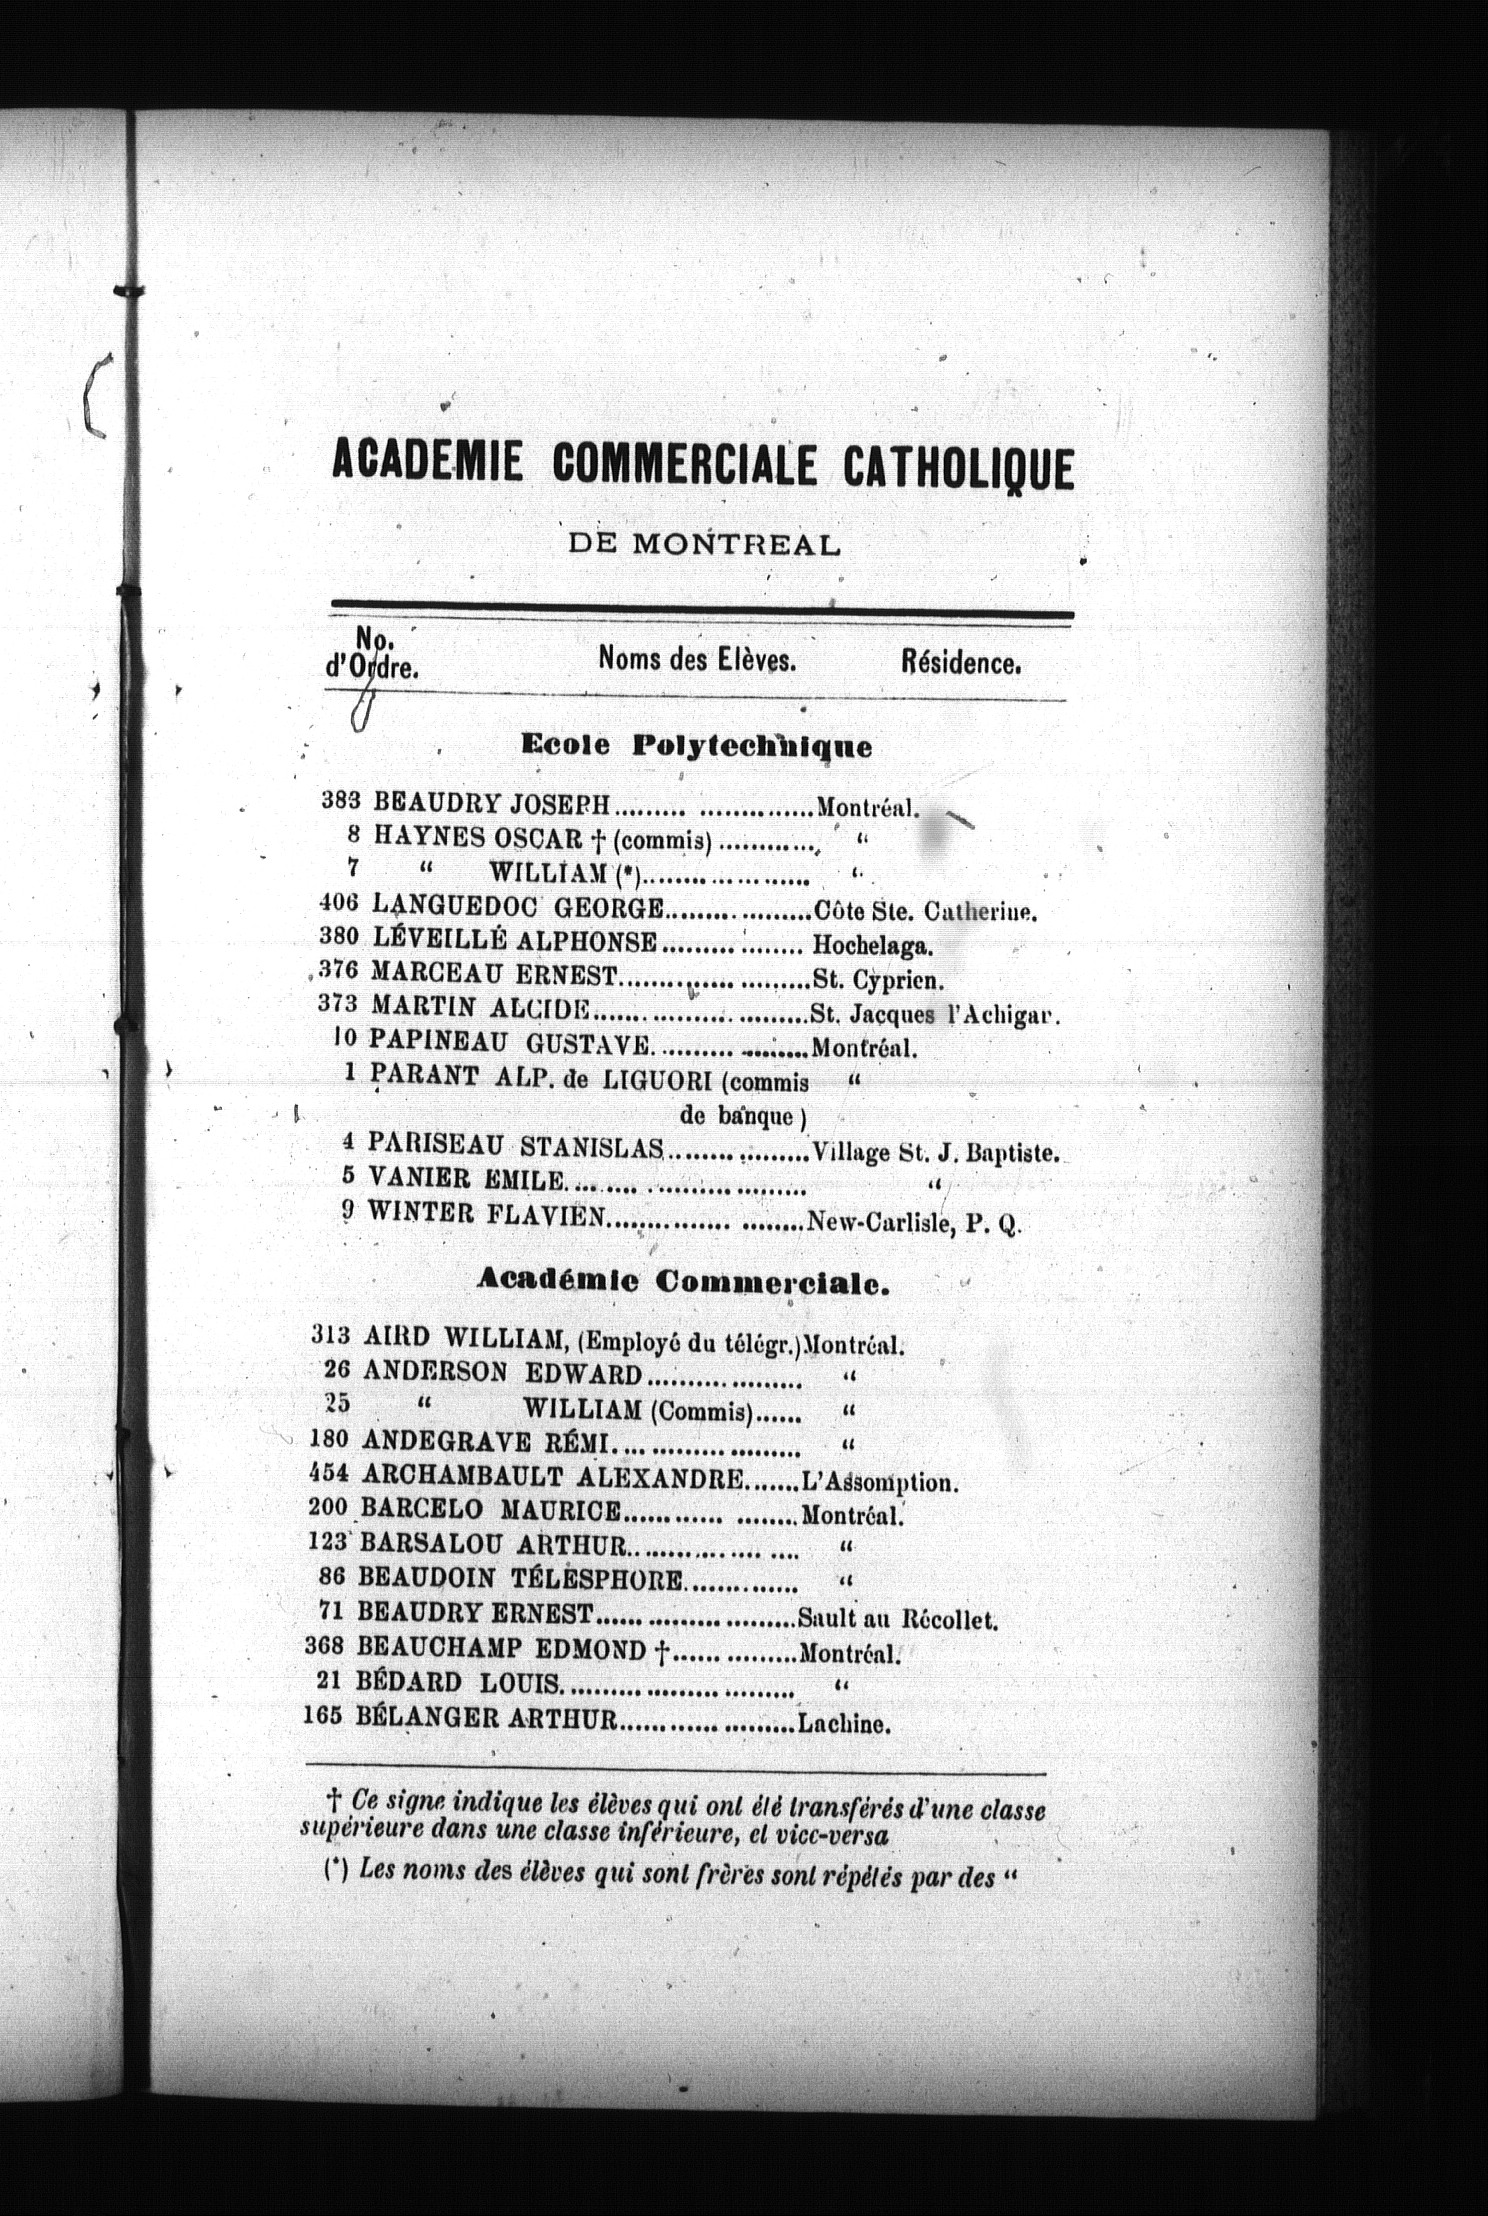 ACADEMIE COMMERCIALE CATHOLIQUE
DE MONTREAL
No. d'Ordre. Noms des Elèves. Résidence.
Ecole Polytechnique
383 BEAUDRY JOSEPH......... ..............Montréal.
8 HAYNES OSCAR † (commis) ............. “
7 “ WILLIAM (*).................... “
406 LANGUEDOC GEORGE..................Côte Ste. Catherine.
380 LÉVEILLÉ ALPHONSE ................. Hochelaga.
376 MARCEAU ERNEST........................St. Cyprien.
373 MARTIN ALCIDE..........................St. Jacques l'Achigar.
10 PAPINEAU GUSTAVE. ......... .........Montréal.
1 PARANT ALP. de LIGUORI (commis “
de banque )
4 PARISEAU STANISLAS..................Village St. J. Baptiste.
5 VANIER EMILE............................. “
9 WINTER FLAVIEN............... ........New-Carlisle, P. Q.
Académie Commerciale.
313 AIRD WILLIAM, (Employé du télégr.)Montréal.
26 ANDERSON EDWARD................... “
25 “ WILLIAM (Commis)...... “
180 ANDEGRAVE RÉMI...................... “
454 ARCHAMBAULT ALEXANDRE.......L'Assomption.
200 BARCELO MAURICE............ ........Montréal.
123 BARSALOU ARTHUR................. .... “
86 BEAUDOIN TÉLESPHORE.............. “
71 BEAUDRY ERNEST........................Sault au Récollet.
368 BEAUCHAMP EDMOND †...............Montréal.
21 BÉDARD LOUIS............................ “
165 BÉLANGER ARTHUR.....................Lachine.
† Ce signe indique les élèves qui ont été transférés d'une classe
supérieure dans une classe inférieure, et vice-versa
(*) Les noms des élèves qui sont frères sont répétés par des “